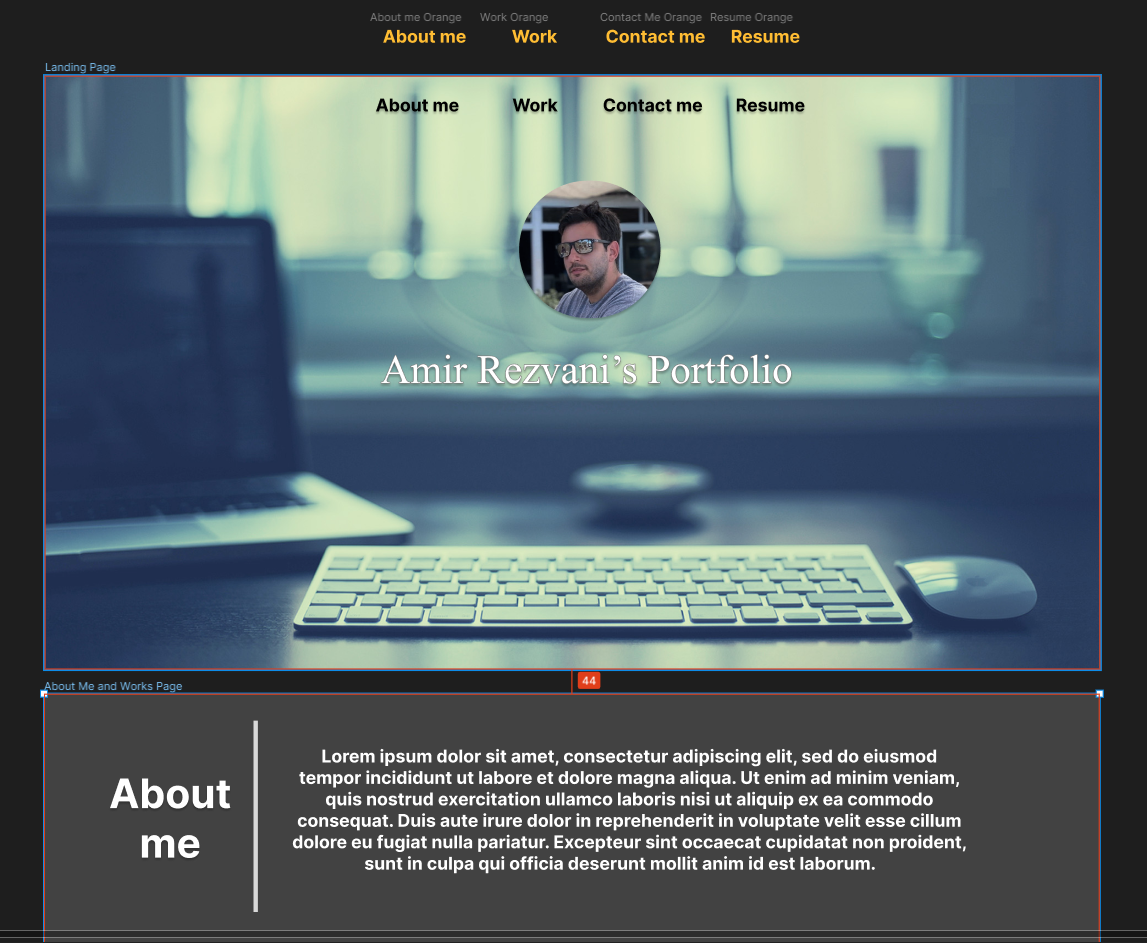 About me Orange Work Orange Contact Me Orange Resume Orange
About me Work Contact me Resume
Landing Page
About me Work Contact me Resume
Amir Rezvani’s Portfolio
44
About Me and Works Page
About
me
Lorem ipsum dolor sit amet, consectetur adipiscing elit, sed do eiusmod
tempor incididunt ut labore et dolore magna aliqua. Ut enim ad minim veniam,
quis nostrud exercitation ullamco laboris nisi ut aliquip ex ea commodo
consequat. Duis aute irure dolor in reprehenderit in voluptate velit esse cillum
dolore eu fugiat nulla pariatur. Excepteur sint occaecat cupidatat non proident,
sunt in culpa qui officia deserunt mollit anim id est laborum.